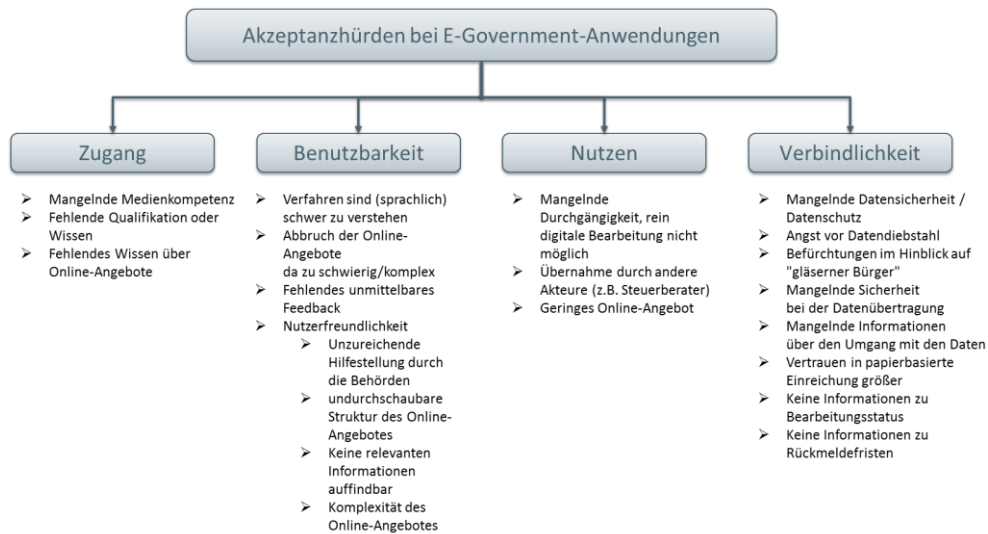 Akzeptanzhürden bei E-Government-Anwendungen
Zugang
Mangelnde Medienkompetenz
Fehlende Qualifikation oder
Wissen
Fehlendes Wissen über
Online-Angebote
Benutzbarkeit
Verfahren sind (sprachlich)
schwer zu verstehen
Abbruch der Online-
Angebote
da zu schwierig/komplex
Fehlendes unmittelbares
Feedback
Nutzerfreundlichkeit
Unzureichende
Hilfestellung durch
die Behörden
undurchschaubare
Struktur des Online-
Angebotes
Keine relevanten
Informationen
auffindbar
Komplexität des
Online-Angebotes
Nutzen
Mangelnde
Durchgängigkeit, rein
digitale Bearbeitung nicht
möglich
Übernahme durch andere
Akteure (z.B. Steuerberater)
Geringes Online-Angebot
Verbindlichkeit
Mangelnde Datensicherheit /
Datenschutz
Angst vor Datendiebstahl
Befürchtungen im Hinblick auf
"gläserner Bürger"
Mangelnde Sicherheit
bei der Datenübertragung
Mangelnde Informationen
über den Umgang mit den Daten
Vertrauen in papierbasierte
Einreichung größer
Keine Informationen zu
Bearbeitungsstatus
Keine Informationen zu
Rückmeldefristen